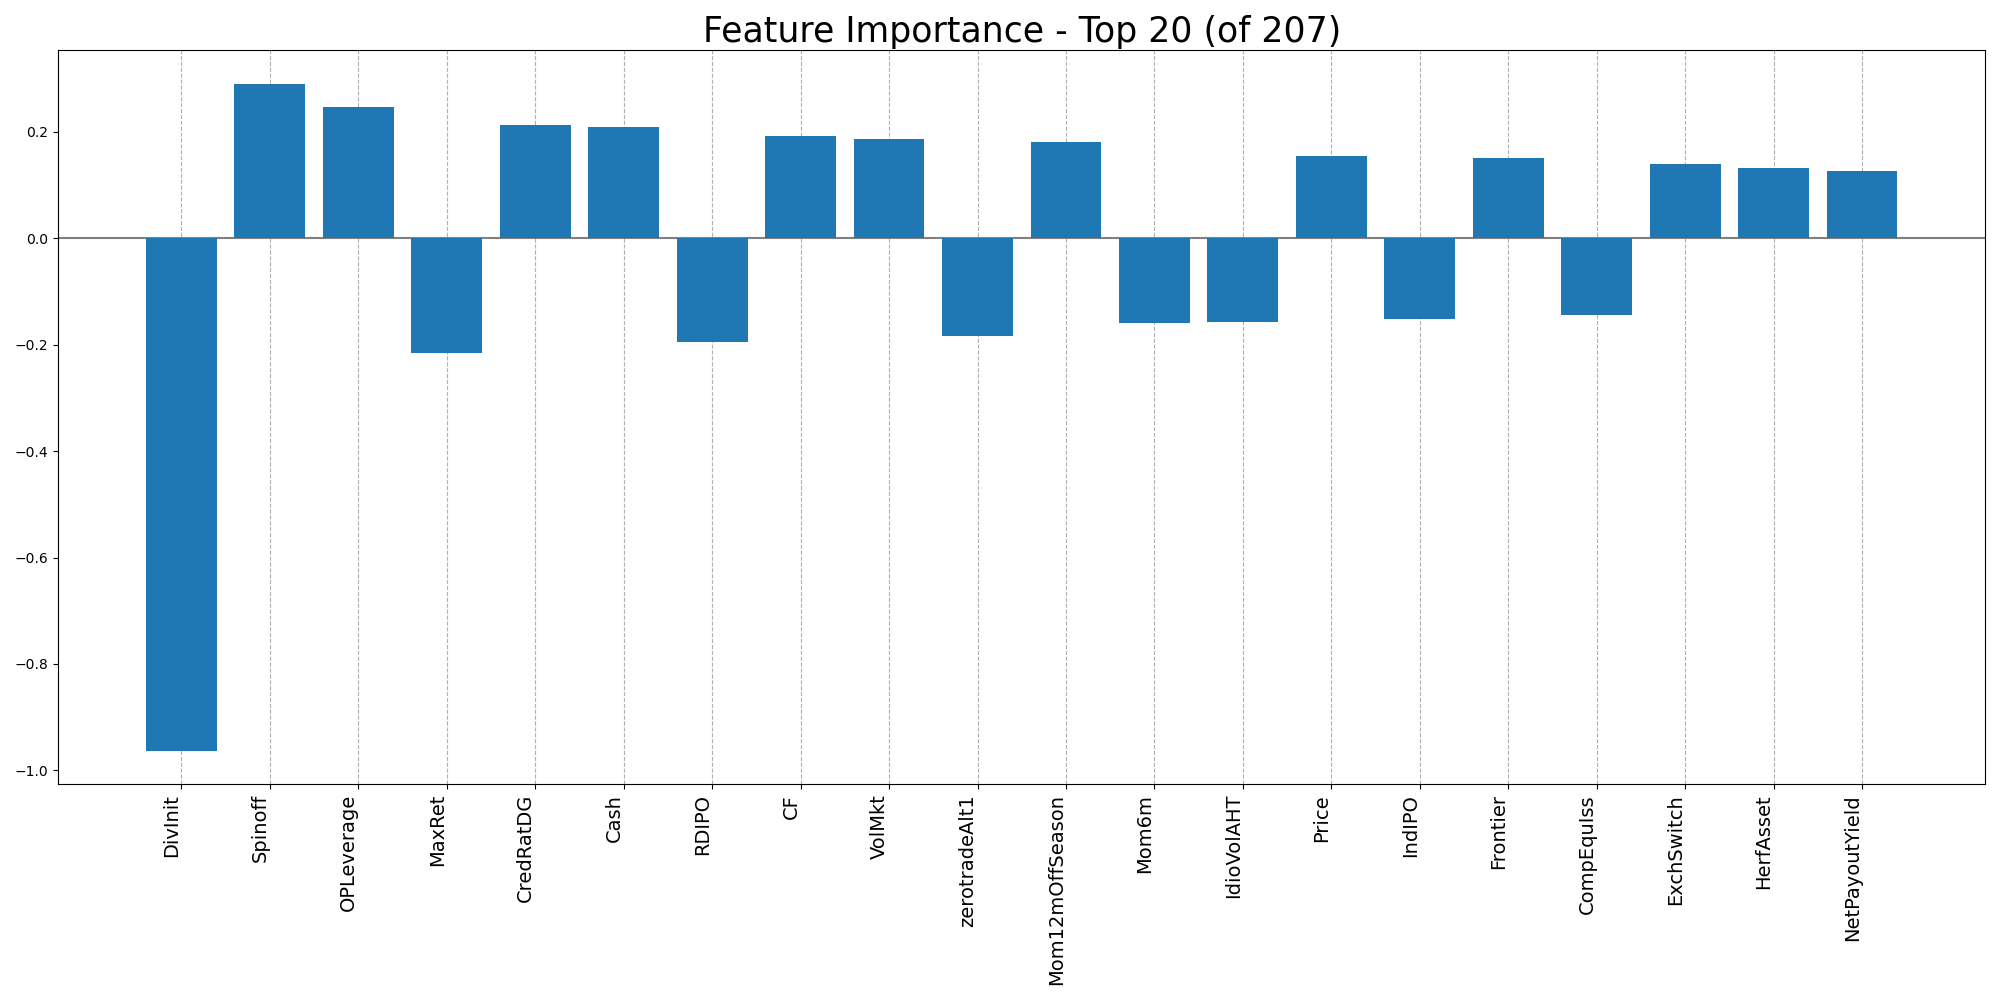 Feature Importance - Top 20 (of 207)
0.2
0.0
−0.2
−0.4
−0.6
−0.8
−1.0
DivInit
Spinoff
OPLeverage
MaxRet
CredRatDG
Cash
RDIPO
CF
VolMkt
zerotradeAlt1
Mom12mOffSeason
Mom6m
IdioVolAHT
Price
IndIPO
Frontier
CompEquIss
ExchSwitch
HerfAsset
NetPayoutYield